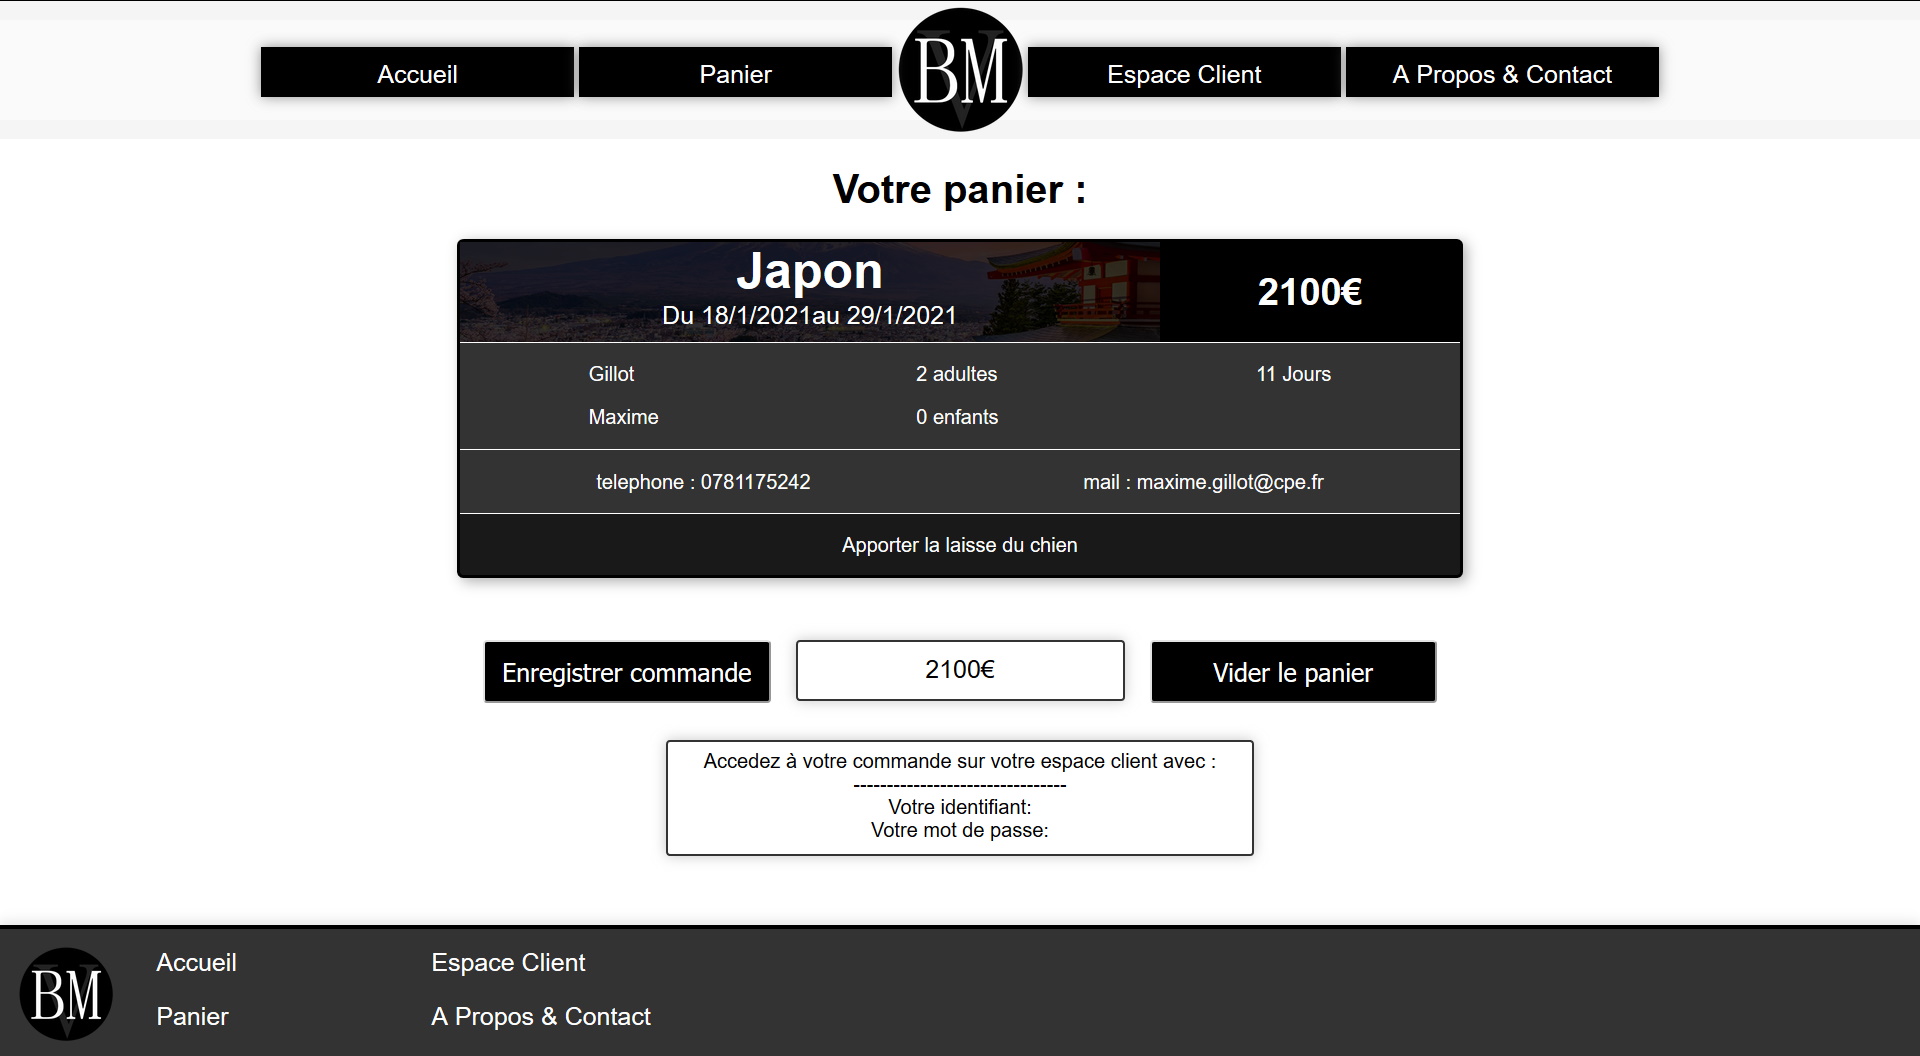 Accueil
Panier
BMV
Espace Client
A Propos & Contact
Votre panier :
Japon
Du 18/1/2021au 29/1/2021
2100€
Gillot
2 adultes
11 Jours
Maxime
0 enfants
telephone : 0781175242
mail : maxime.gillot@cpe.fr
Apporter la laisse du chien
Enregistrer commande
2100€
Vider le panier
Accedez à votre commande sur votre espace client avec :
--------------------------------
Votre identifiant:
Votre mot de passe:
BMV
Accueil
Espace Client
Panier
A Propos & Contact